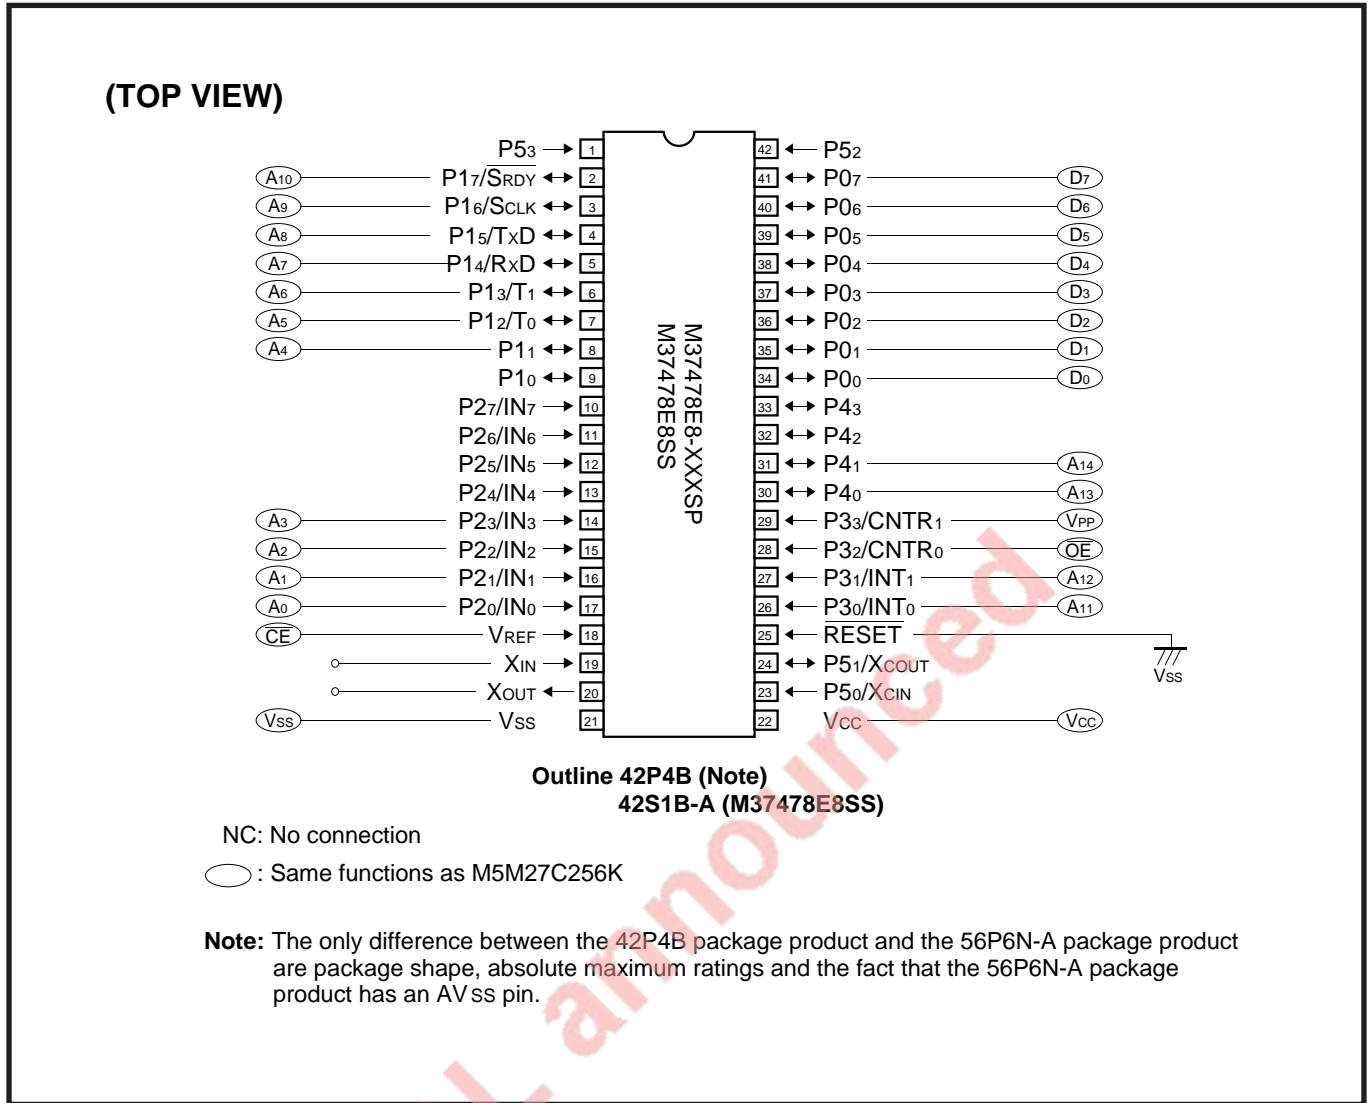 (TOP VIEW)
P53 1 42 P52
A10 P17/SRDY 2 41 P07 D7
A9 P16/SCLK 3 40 P06 D6
A8 P15/TxD 4 39 P05 D5
A7 P14/RxD 5 38 P04 D4
A6 P13/T1 6 37 P03 D3
A5 P12/T0 7 36 P02 D2
A4 P11 8 35 P01 D1
P10 9 34 P00 D0
P27/IN7 10 33 P43
P26/IN6 11 32 P42
P25/IN5 12 31 P41 A14
P24/IN4 13 30 P40 A13
A3 P23/IN3 14 29 P33/CNTR1 VPP
A2 P22/IN2 15 28 P32/CNTR0 OE
A1 P21/IN1 16 27 P31/INT1 A12
A0 P20/IN0 17 26 P30/INT0 A11
CE VREF 18 25 RESET
XIN 19 24 P51/XCOUT
Vss
XOUT 20 23 P50/XCIN
Vss Vss 21 22 Vcc Vcc
M37478E8-XXXSP
M37478E8SS
Outline 42P4B (Note)
42S1B-A (M37478E8SS)
NC: No connection
: Same functions as M5M27C256K
Note: The only difference between the 42P4B package product and the 56P6N-A package product
are package shape, absolute maximum ratings and the fact that the 56P6N-A package
product has an AVss pin.
L announced